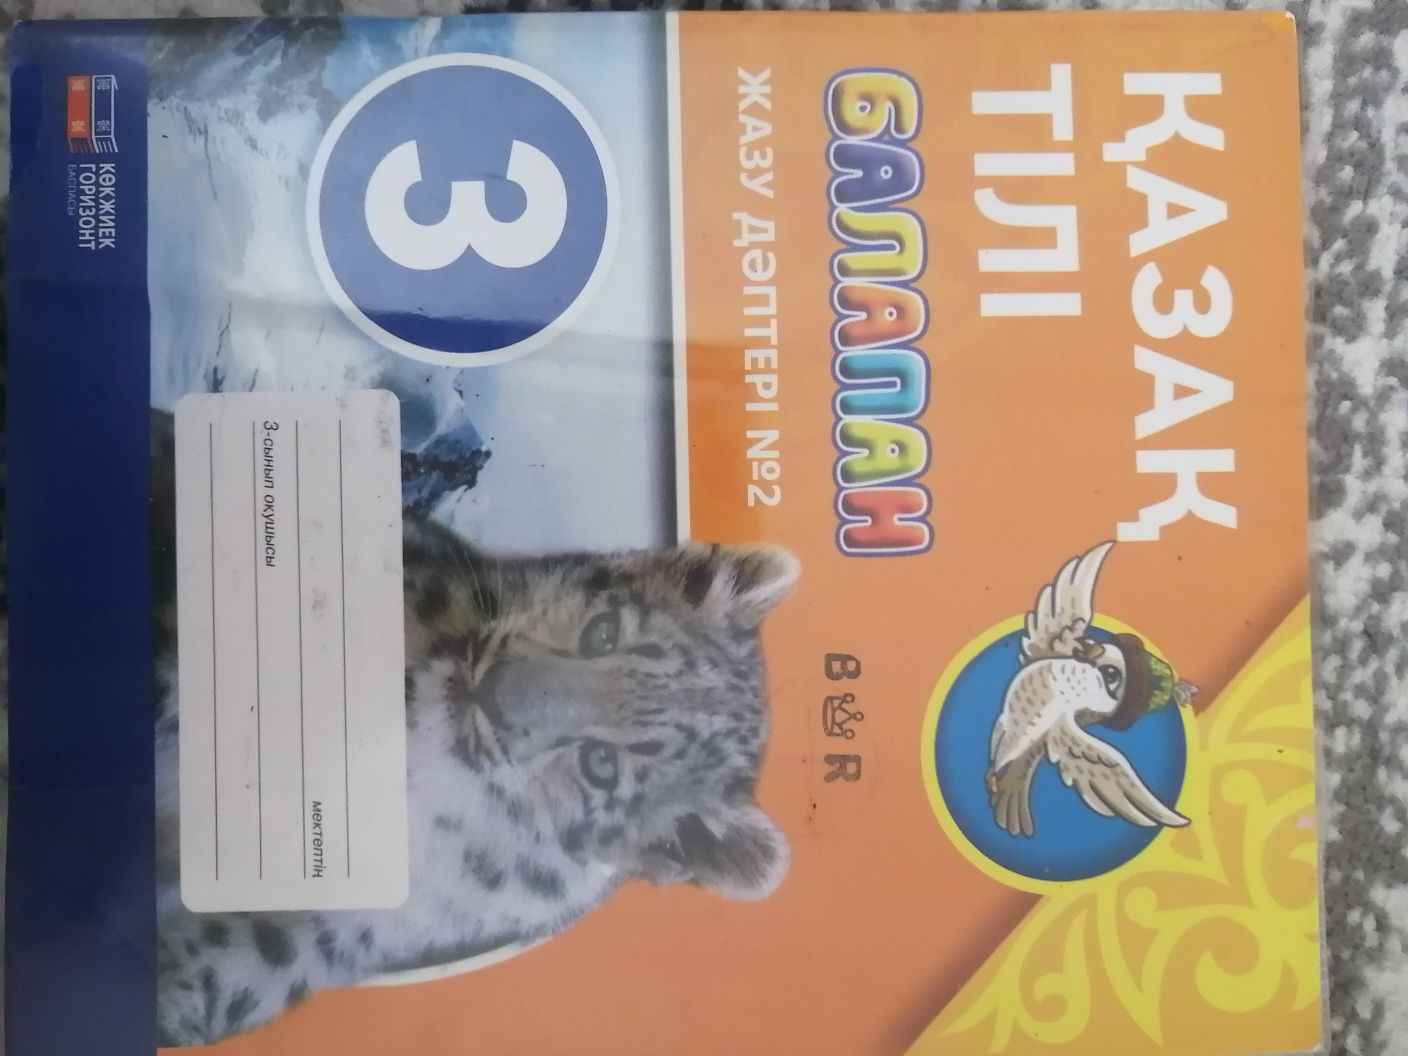 ҚАЗАҚ
ТІЛІ
БАЛАПАН
ЖАЗУ ДӘПТЕРІ №2
B R
3
мектептің
3-сынып оқушысы
КӨКЖИЕК
ГОРИЗОНТ
БАСПАСЫ